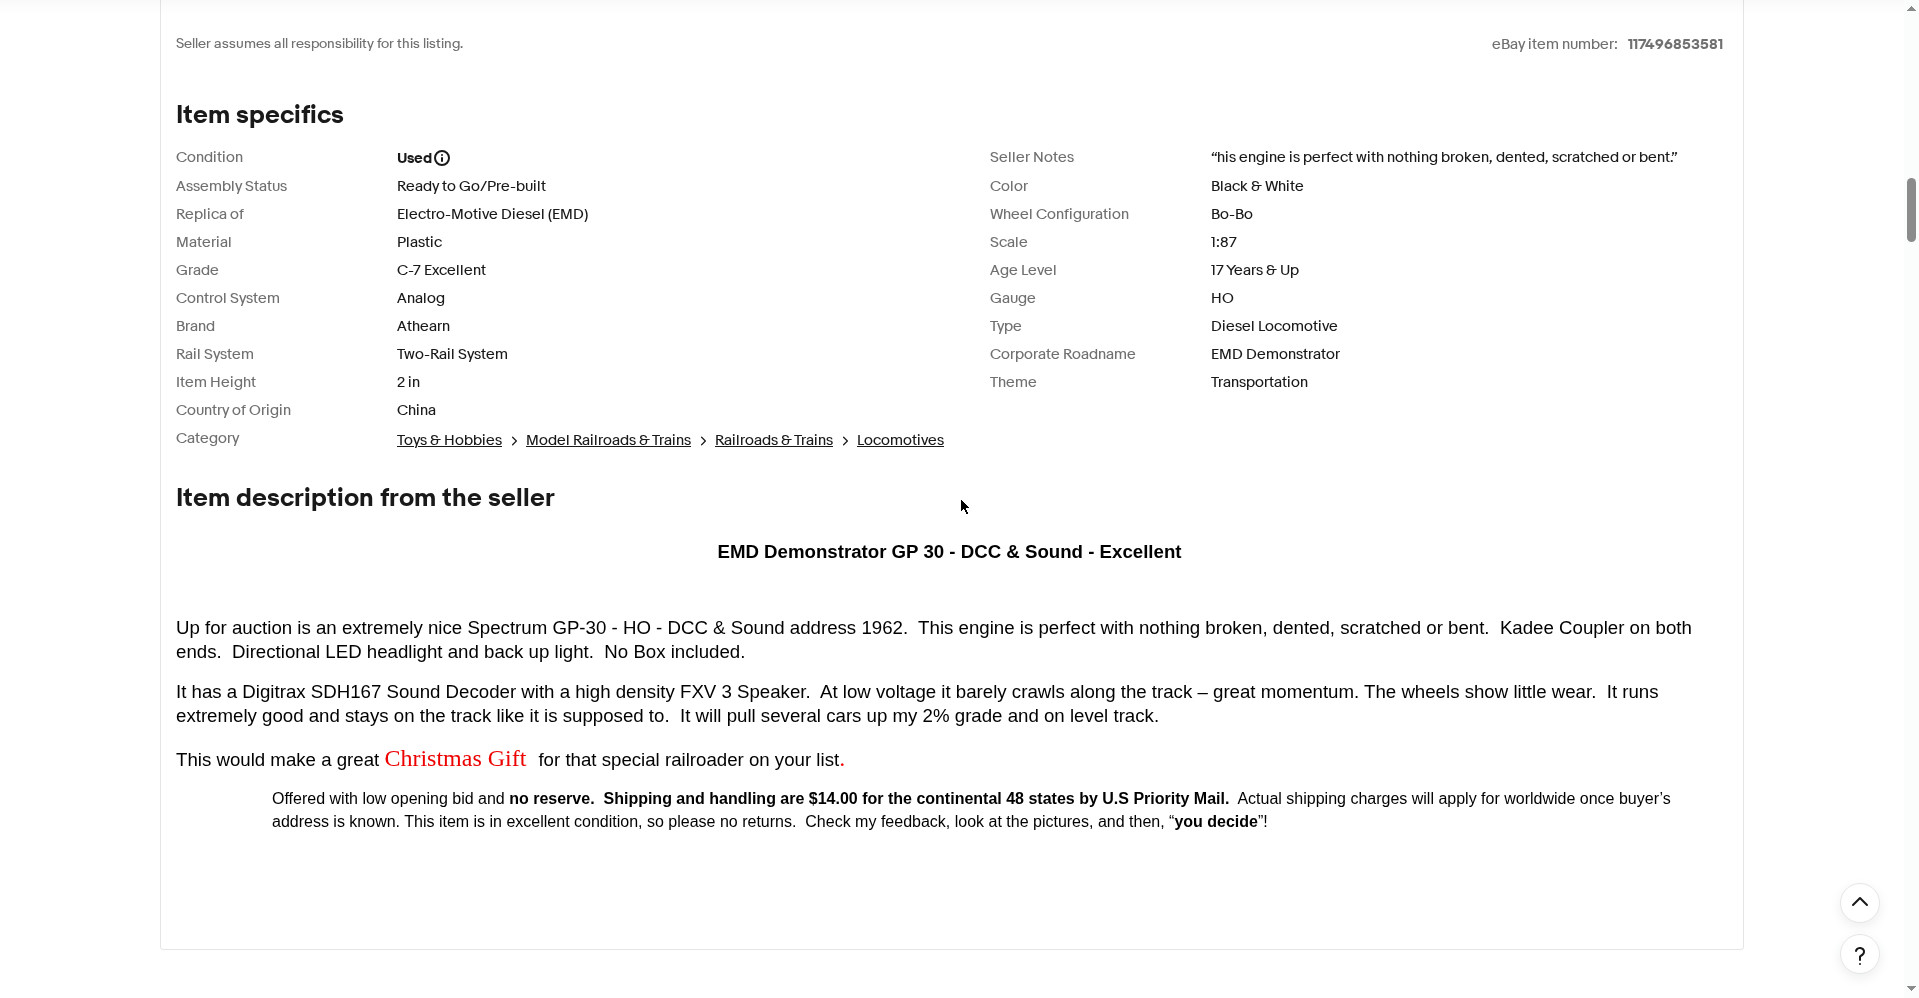 Seller assumes all responsibility for this listing.
eBay item number: 117496853581
Item specifics
Condition Used
Seller Notes “his engine is perfect with nothing broken, dented, scratched or bent.”
Assembly Status Ready to Go/Pre-built
Color Black & White
Replica of Electro-Motive Diesel (EMD)
Wheel Configuration Bo-Bo
Material Plastic
Scale 1:87
Grade C-7 Excellent
Age Level 17 Years & Up
Control System Analog
Gauge HO
Brand Athearn
Type Diesel Locomotive
Rail System Two-Rail System
Corporate Roadname EMD Demonstrator
Item Height 2 in
Theme Transportation
Country of Origin China
Category Toys & Hobbies > Model Railroads & Trains > Railroads & Trains > Locomotives
Item description from the seller
EMD Demonstrator GP 30 - DCC & Sound - Excellent
Up for auction is an extremely nice Spectrum GP-30 - HO - DCC & Sound address 1962. This engine is perfect with nothing broken, dented, scratched or bent. Kadee Coupler on both
ends. Directional LED headlight and back up light. No Box included.
It has a Digitrax SDH167 Sound Decoder with a high density FXV 3 Speaker. At low voltage it barely crawls along the track – great momentum. The wheels show little wear. It runs
extremely good and stays on the track like it is supposed to. It will pull several cars up my 2% grade and on level track.
This would make a great Christmas Gift for that special railroader on your list.
Offered with low opening bid and no reserve. Shipping and handling are $14.00 for the continental 48 states by U.S Priority Mail. Actual shipping charges will apply for worldwide once buyer’s
address is known. This item is in excellent condition, so please no returns. Check my feedback, look at the pictures, and then, “you decide”!
?